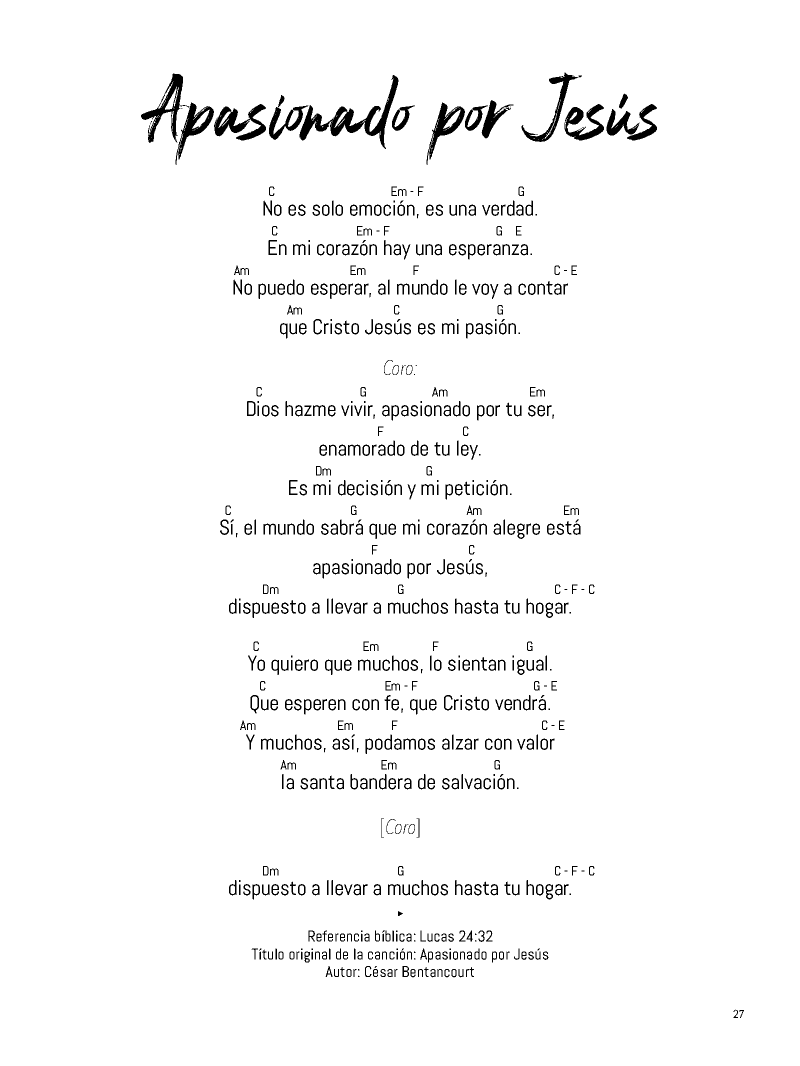 Apasionado por Jesús
C Em - F G
No es solo emoción, es una verdad.
C Em - F G E
En mi corazón hay una esperanza.
Am Em F C - E
No puedo esperar, al mundo le voy a contar
Am C G
que Cristo Jesús es mi pasión.
Coro:
C G Am Em
Dios hazme vivir, apasionado por tu ser,
F C
enamorado de tu ley.
Dm G
Es mi decisión y mi petición.
C G Am Em
Sí, el mundo sabrá que mi corazón alegre está
F C
apasionado por Jesús,
Dm G C - F - C
dispuesto a llevar a muchos hasta tu hogar.
C Em F G
Yo quiero que muchos, lo sientan igual.
C Em - F G - E
Que esperen con fe, que Cristo vendrá.
Am Em F C - E
Y muchos, así, podamos alzar con valor
Am Em G
la santa bandera de salvación.
[Coro]
Dm G C - F - C
dispuesto a llevar a muchos hasta tu hogar.
Referencia bíblica: Lucas 24:32
Título original de la canción: Apasionado por Jesús
Autor: César Bentancourt
27